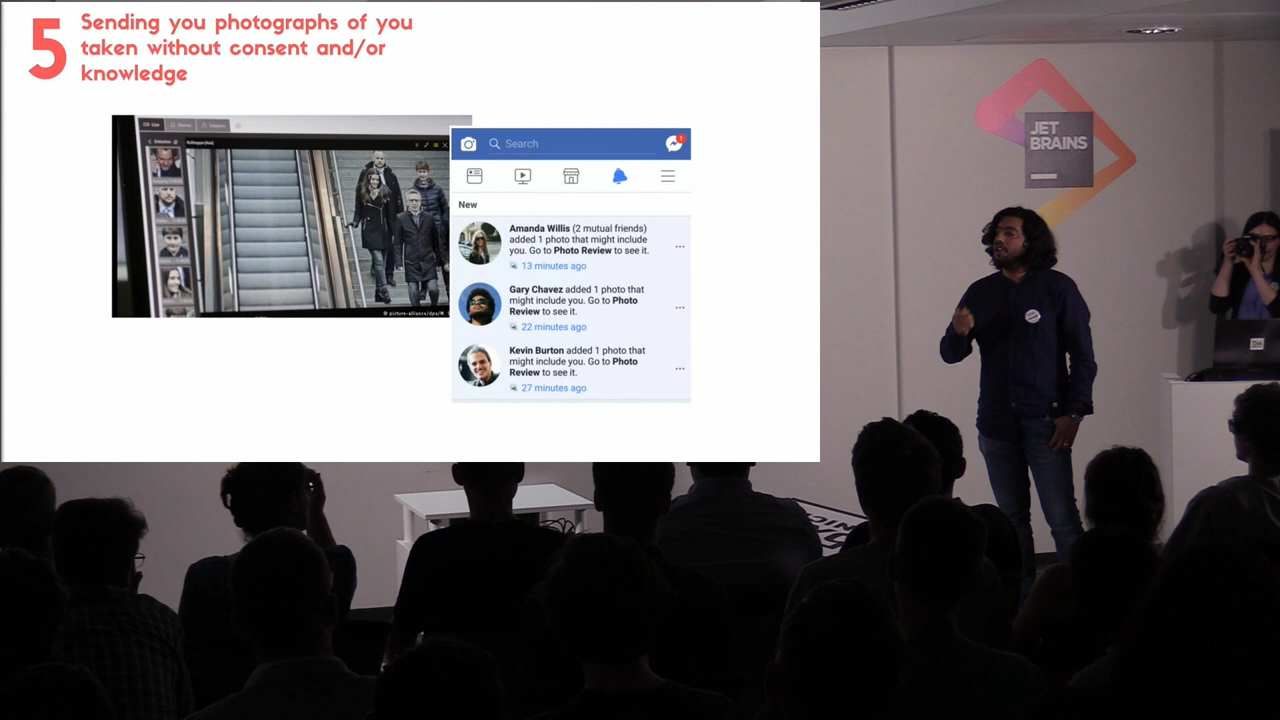 5
Sending you photographs of you
taken without consent and/or
knowledge
© picture-alliance/dpa/M.
Search
1
New
Amanda Willis (2 mutual friends)
added 1 photo that might include
you. Go to Photo Review to see it.
13 minutes ago
Gary Chavez added 1 photo that
might include you. Go to Photo
Review to see it.
22 minutes ago
Kevin Burton added 1 photo that
might include you. Go to Photo
Review to see it.
27 minutes ago
JET
BRAINS